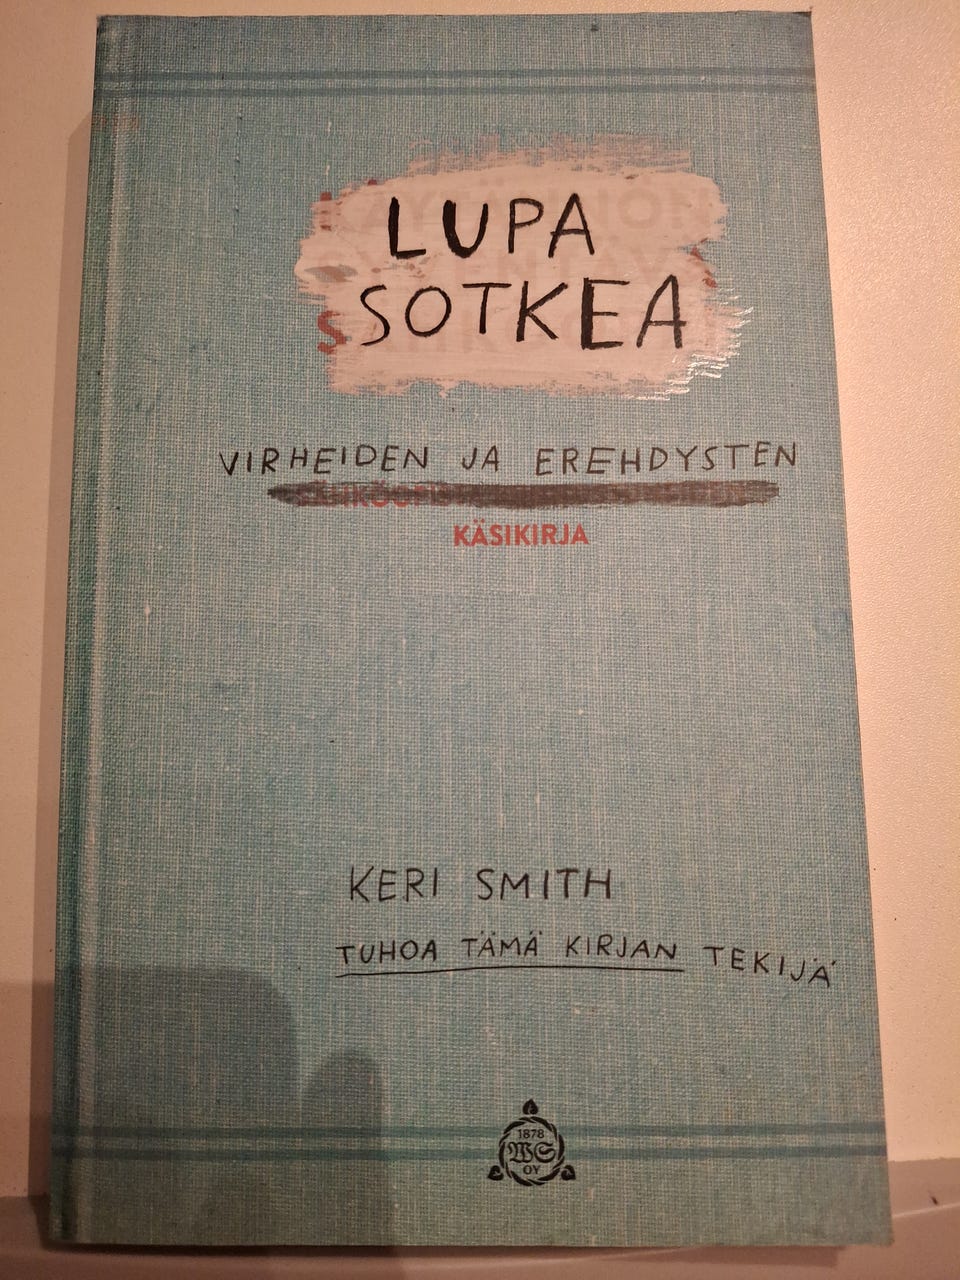 LUPA
SOTKEA
VIRHEIDEN JA EREHDYSTEN
KÄSIKIRJA
KERI SMITH
TUHOA TÄMÄ KIRJAN TEKIJÄ
1878
WS
OY